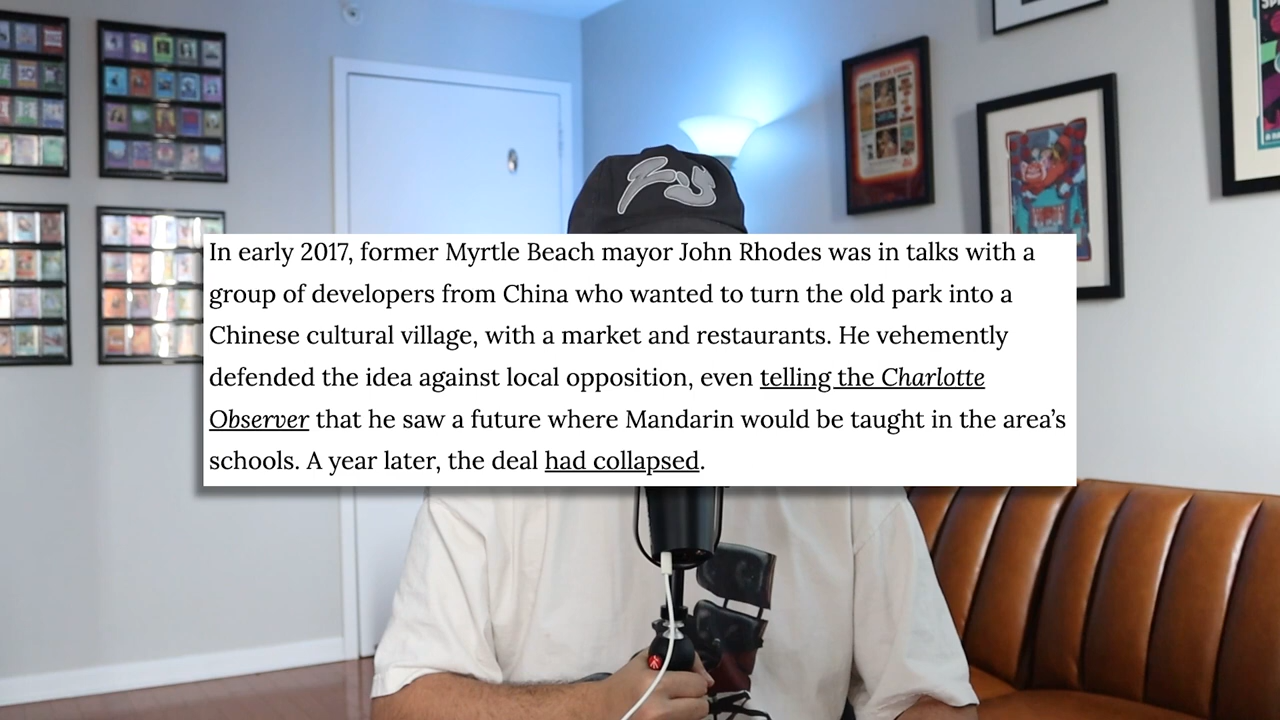 In early 2017, former Myrtle Beach mayor John Rhodes was in talks with a
group of developers from China who wanted to turn the old park into a
Chinese cultural village, with a market and restaurants. He vehemently
defended the idea against local opposition, even telling the Charlotte
Observer that he saw a future where Mandarin would be taught in the area’s
schools. A year later, the deal had collapsed.